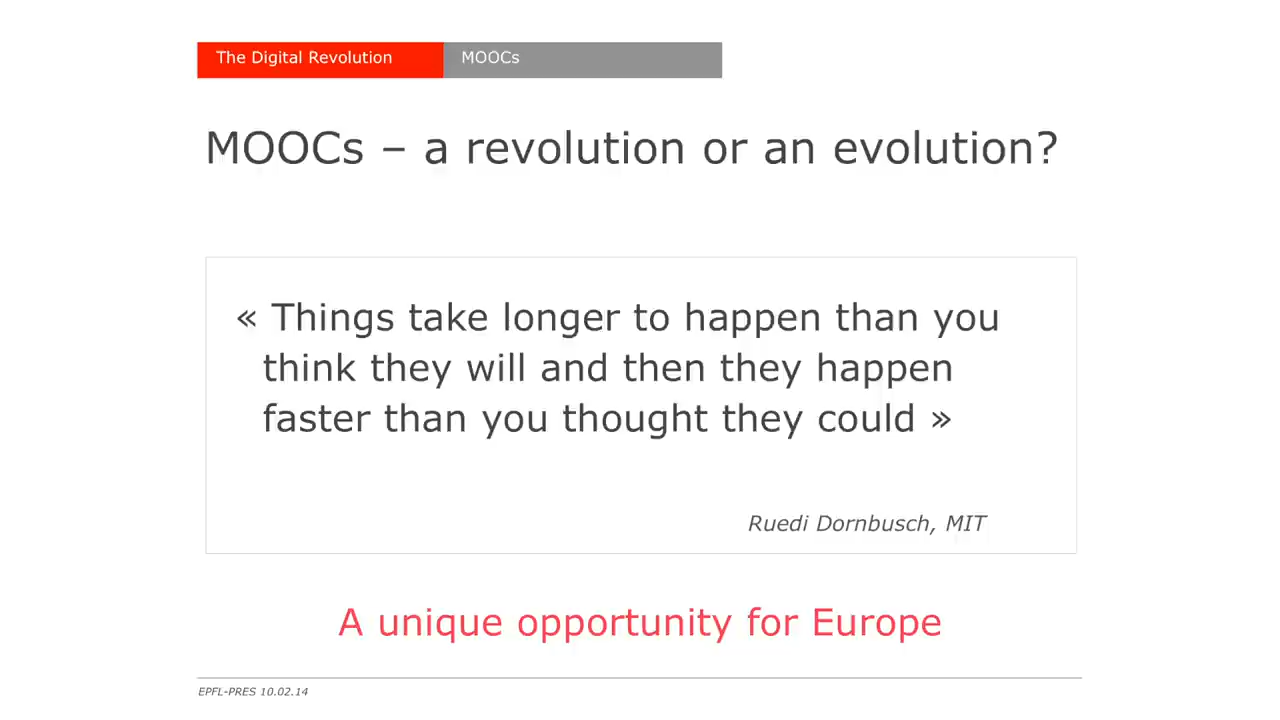 The Digital Revolution MOOCs
MOOCs – a revolution or an evolution?
« Things take longer to happen than you
think they will and then they happen
faster than you thought they could »
Ruedi Dornbusch, MIT
A unique opportunity for Europe
EPFL-PRES 10.02.14